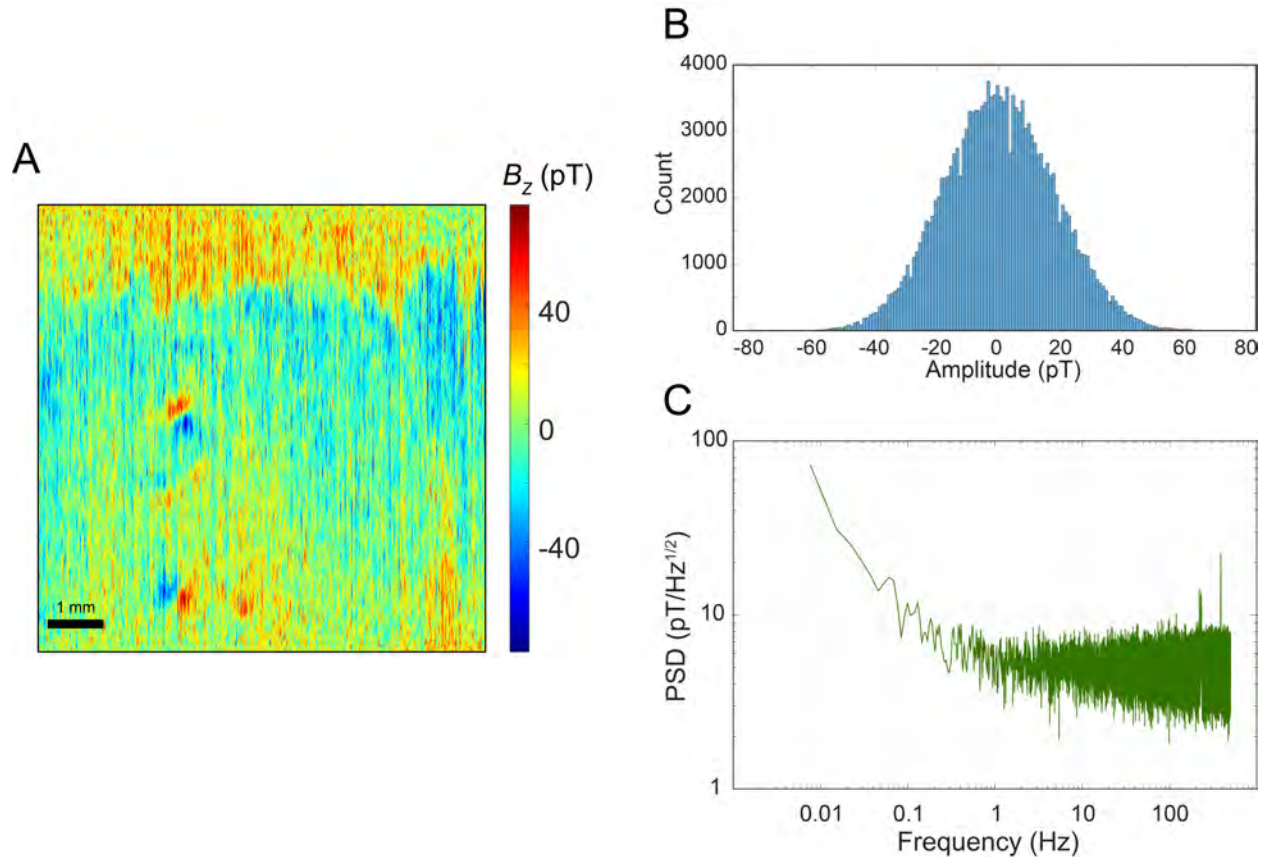 A
B_z (pT)
40
0
-40
1 mm
B
4000
3000
2000
1000
0
Count
-80 -60 -40 -20 0 20 40 60 80
Amplitude (pT)
C
100
10
1
PSD (pT/Hz^1/2)
0.01 0.1 1 10 100
Frequency (Hz)